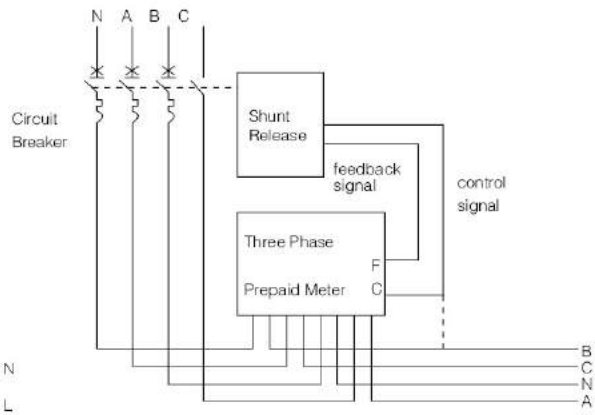 N A B C
Circuit
Breaker
Shunt
Release
feedback
signal
control
signal
Three Phase
F
Prepaid Meter C
B
N
C
N
L
A